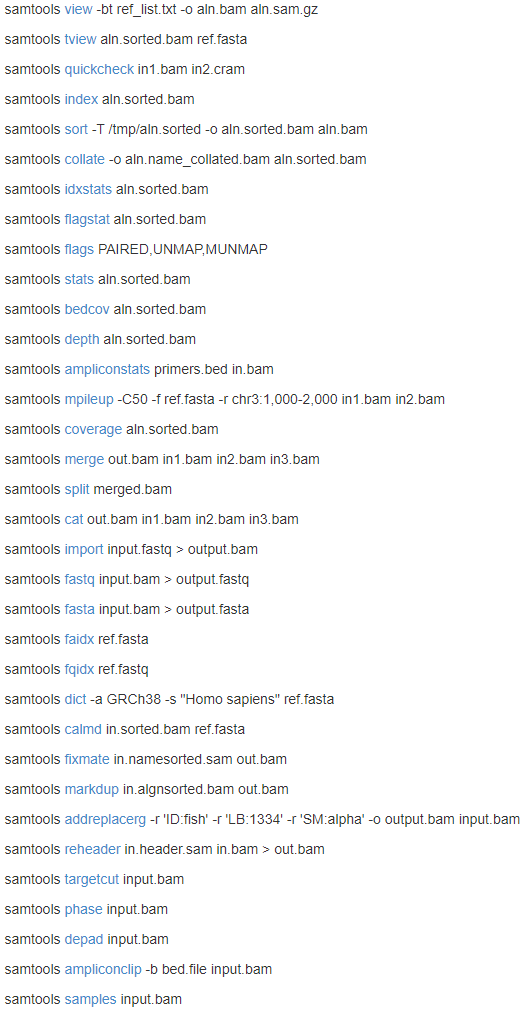 samtools view -bt ref_list.txt -o aln.bam aln.sam.gz
samtools tview aln.sorted.bam ref.fasta
samtools quickcheck in1.bam in2.cram
samtools index aln.sorted.bam
samtools sort -T /tmp/aln.sorted -o aln.sorted.bam aln.bam
samtools collate -o aln.name_collated.bam aln.sorted.bam
samtools idxstats aln.sorted.bam
samtools flagstat aln.sorted.bam
samtools flags PAIRED,UNMAP,MUNMAP
samtools stats aln.sorted.bam
samtools bedcov aln.sorted.bam
samtools depth aln.sorted.bam
samtools ampliconstats primers.bed in.bam
samtools mpileup -C50 -f ref.fasta -r chr3:1,000-2,000 in1.bam in2.bam
samtools coverage aln.sorted.bam
samtools merge out.bam in1.bam in2.bam in3.bam
samtools split merged.bam
samtools cat out.bam in1.bam in2.bam in3.bam
samtools import input.fastq > output.bam
samtools fastq input.bam > output.fastq
samtools fasta input.bam > output.fasta
samtools faidx ref.fasta
samtools fqidx ref.fastq
samtools dict -a GRCh38 -s "Homo sapiens" ref.fasta
samtools calmd in.sorted.bam ref.fasta
samtools fixmate in.namesorted.sam out.bam
samtools markdup in.algnsorted.bam out.bam
samtools addreplacerg -r 'ID:fish' -r 'LB:1334' -r 'SM:alpha' -o output.bam input.bam
samtools reheader in.header.sam in.bam > out.bam
samtools targetcut input.bam
samtools phase input.bam
samtools depad input.bam
samtools ampliconclip -b bed.file input.bam
samtools samples input.bam